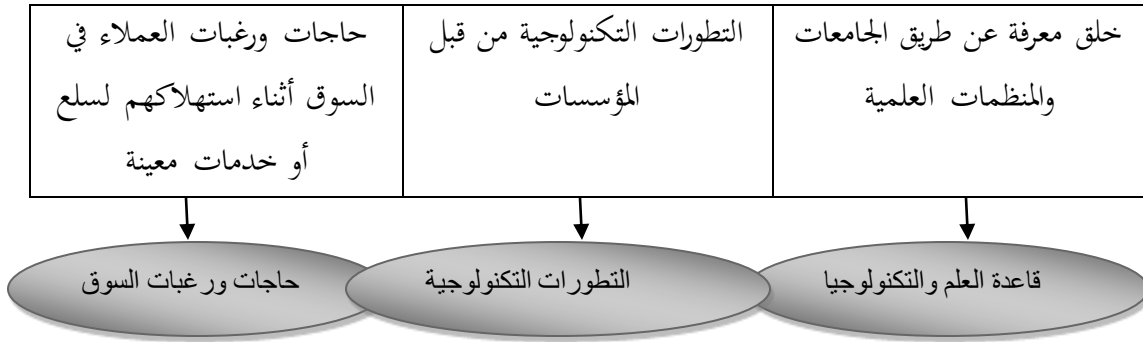 خلق معرفة عن طريق الجامعات
والمنظمات العلمية
التطورات التكنولوجية من قبل
المؤسسات
حاجات ورغبات العملاء في
السوق أثناء استهلاكهم لسلع
أو خدمات معينة
قاعدة العلم والتكنولوجيا
التطورات التكنولوجية
حاجات ورغبات السوق